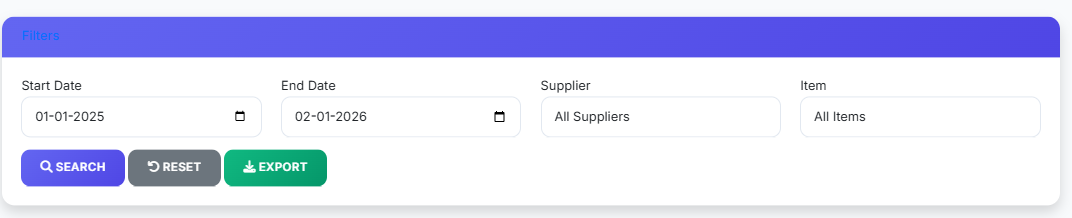 Filters
Start Date
End Date
Supplier
Item
01-01-2025
02-01-2026
All Suppliers
All Items
SEARCH
RESET
EXPORT